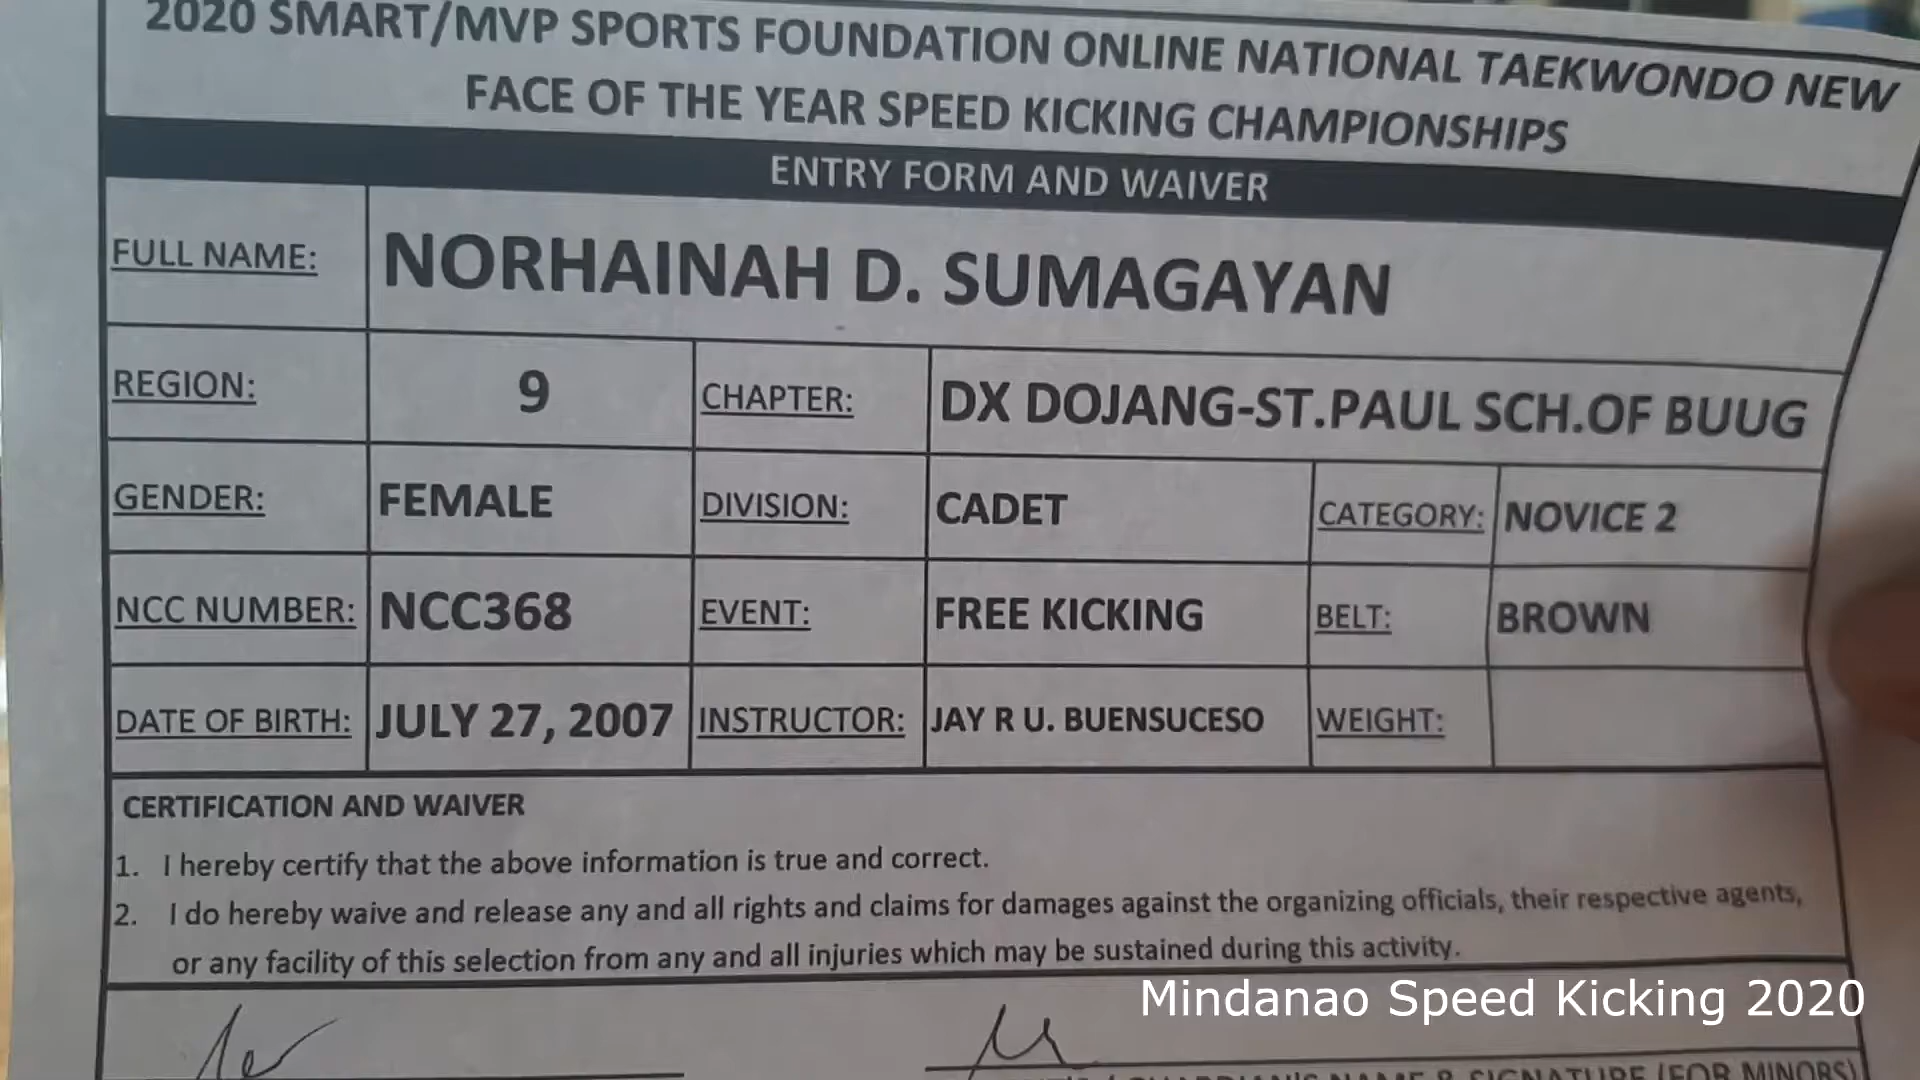 2020 SMART/MVP SPORTS FOUNDATION ONLINE NATIONAL TAEKWONDO NEW
FACE OF THE YEAR SPEED KICKING CHAMPIONSHIPS
ENTRY FORM AND WAIVER
FULL NAME: NORHAINAH D. SUMAGAYAN
REGION: 9 CHAPTER: DX DOJANG-ST.PAUL SCH.OF BUUG
GENDER: FEMALE DIVISION: CADET CATEGORY: NOVICE 2
NCC NUMBER: NCC368 EVENT: FREE KICKING BELT: BROWN
DATE OF BIRTH: JULY 27, 2007 INSTRUCTOR: JAY R U. BUENSUCESO WEIGHT:
CERTIFICATION AND WAIVER
1. I hereby certify that the above information is true and correct.
2. I do hereby waive and release any and all rights and claims for damages against the organizing officials, their respective agents,
or any facility of this selection from any and all injuries which may be sustained during this activity.
Mindanao Speed Kicking 2020
NAME & SIGNATURE (FOR MINORS)